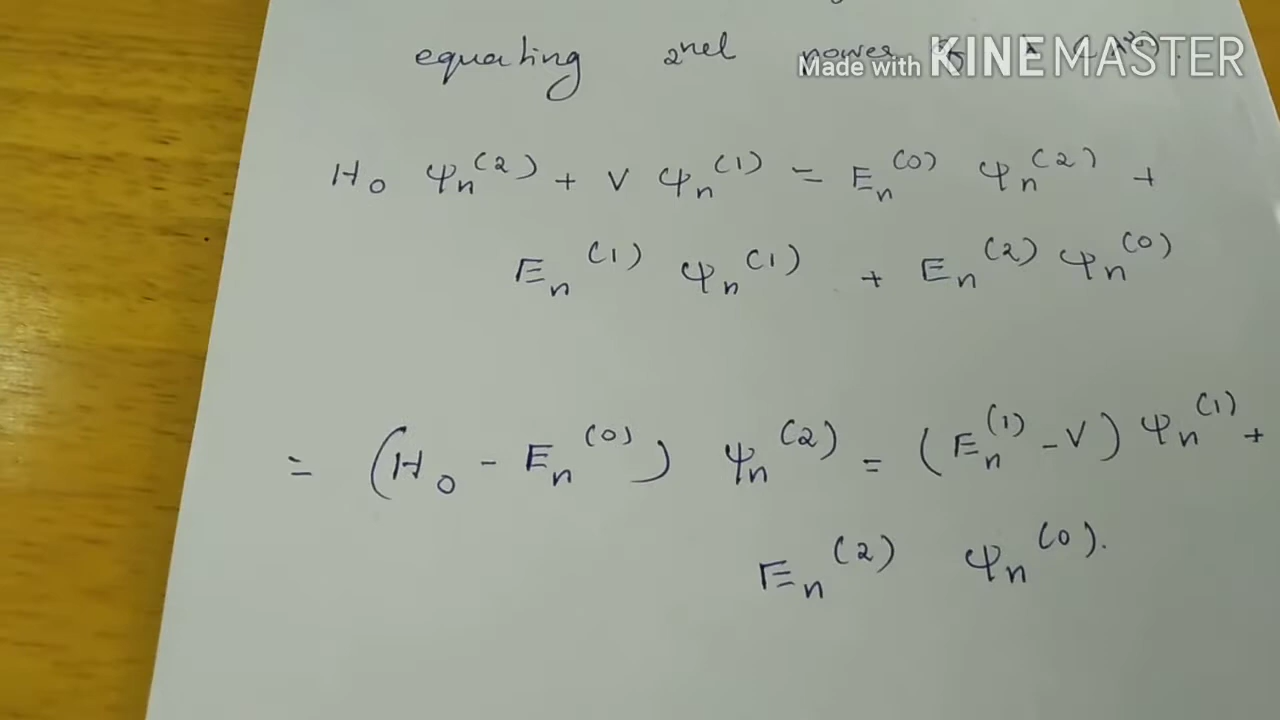 equating 2nd power
Made with KINEMASTER
H₀ ψₙ⁽²⁾ + V ψₙ⁽¹⁾ = Eₙ⁽⁰⁾ ψₙ⁽²⁾ +
Eₙ⁽¹⁾ ψₙ⁽¹⁾ + Eₙ⁽²⁾ ψₙ⁽⁰⁾
= (H₀ - Eₙ⁽⁰⁾) ψₙ⁽²⁾ = (Eₙ⁽¹⁾ - V) ψₙ⁽¹⁾ +
Eₙ⁽²⁾ ψₙ⁽⁰⁾.